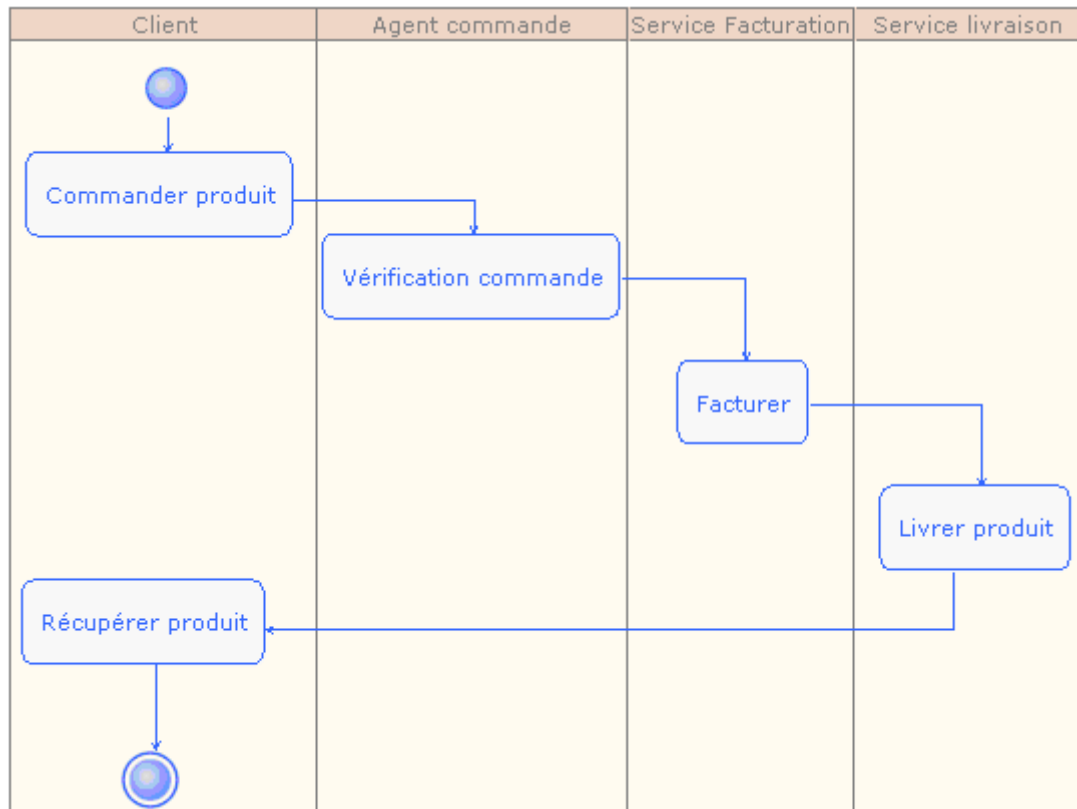 Client
Agent commande
Service Facturation
Service livraison
Commander produit
Vérification commande
Facturer
Livrer produit
Récupérer produit